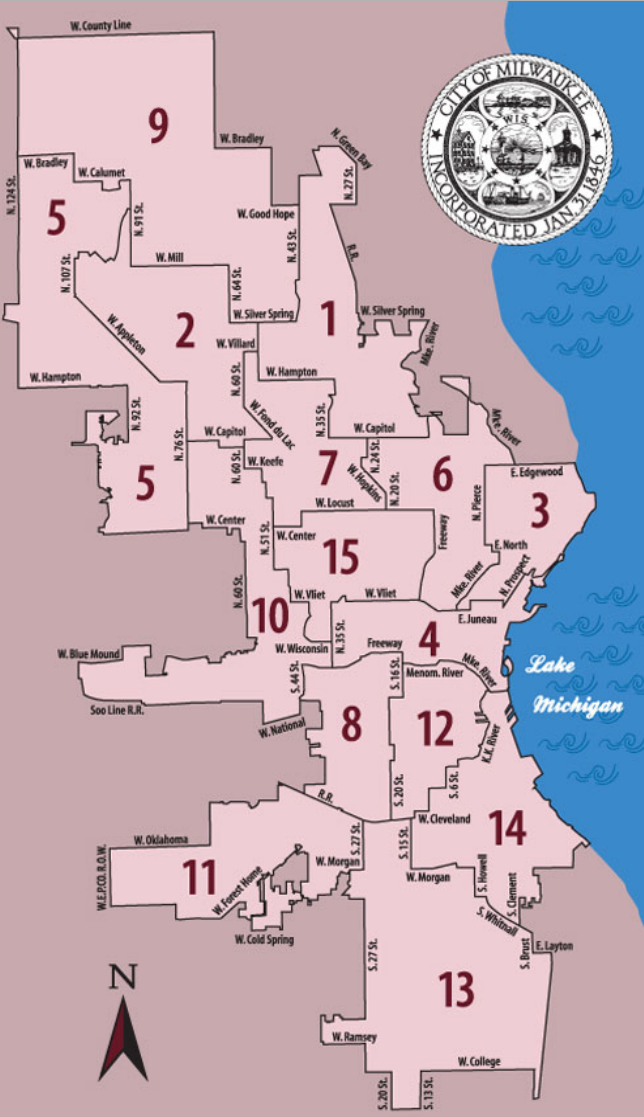 W. County Line
CITY OF MILWAUKEE
WIS.
INCORPORATED JAN. 31 1846
9
W. Bradley
N. Green Bay
N. 27 St.
W. Bradley
W. Calumet
N. 124 St.
5
N. 91 St.
W. Good Hope
N. 43 St.
R.R.
N. 107 St.
W. Mill
N. 64 St.
W. Silver Spring
1
W. Silver Spring
Mke. River
W. Appleton
2
W. Villard
N. 60 St.
W. Hampton
W. Hampton
N. 92 St.
N. 76 St.
W. Capitol
W. Fond du Lac
N. 35 St.
W. Capitol
Mke. River
N. 60 St.
W. Keefe
7
N. 24 St.
W. Hopkins
N. 20 St.
6
E. Edgewood
N. Pierce
3
5
W. Locust
W. Center
N. 51 St.
W. Center
15
Freeway
E. North
N. Prospect
Mke. River
N. 60 St.
10
W. Vliet
W. Vliet
E. Juneau
W. Wisconsin
N. 35 St.
4
Freeway
W. Blue Mound
S. 44 St.
S. 16 St.
Menom. River
Mke. River
Lake
Michigan
Soo Line R.R.
W. National
8
12
K.K. River
S. 20 St.
S. 6 St.
R.R.
W. Cleveland
14
W. Oklahoma
S. 27 St.
S. 15 St.
W.E.P.CO. R.O.W.
11
W. Forest Home
W. Morgan
W. Morgan
S. Howell
S. Clement
W. Cold Spring
S. Whitnall
S. Brust
E. Layton
N
S. 27 St.
13
W. Ramsey
W. College
S. 20 St.
S. 13 St.